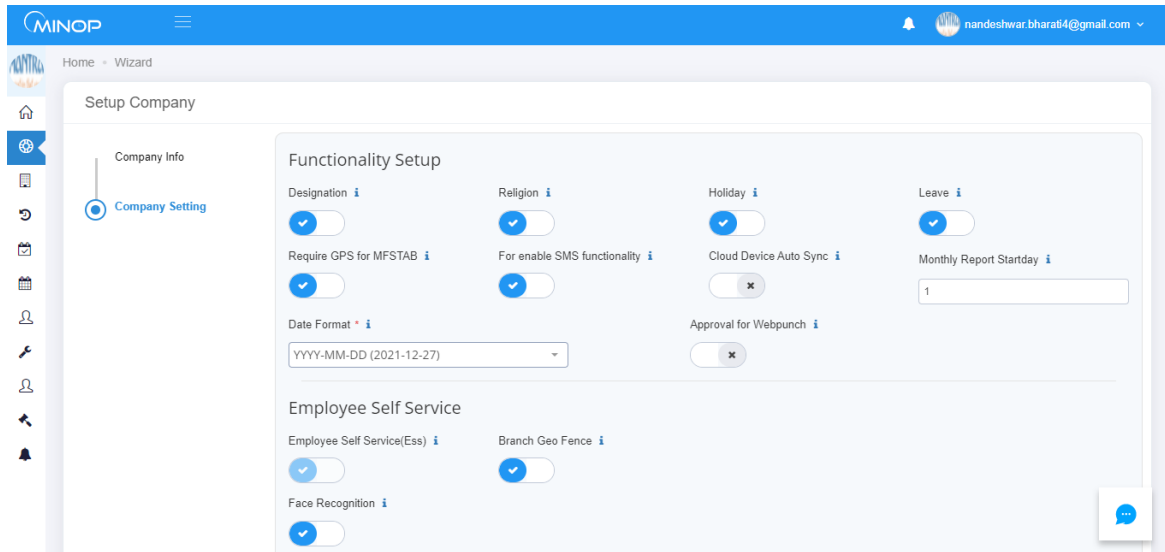 MINOP
nandeshwar.bharati4@gmail.com
Home Wizard
Setup Company
Company Info
Company Setting
Functionality Setup
Designation Religion Holiday Leave
Require GPS for MFSTAB For enable SMS functionality Cloud Device Auto Sync Monthly Report Startday
1
Date Format * Approval for Webpunch
YYYY-MM-DD (2021-12-27)
Employee Self Service
Employee Self Service(Ess) Branch Geo Fence
Face Recognition